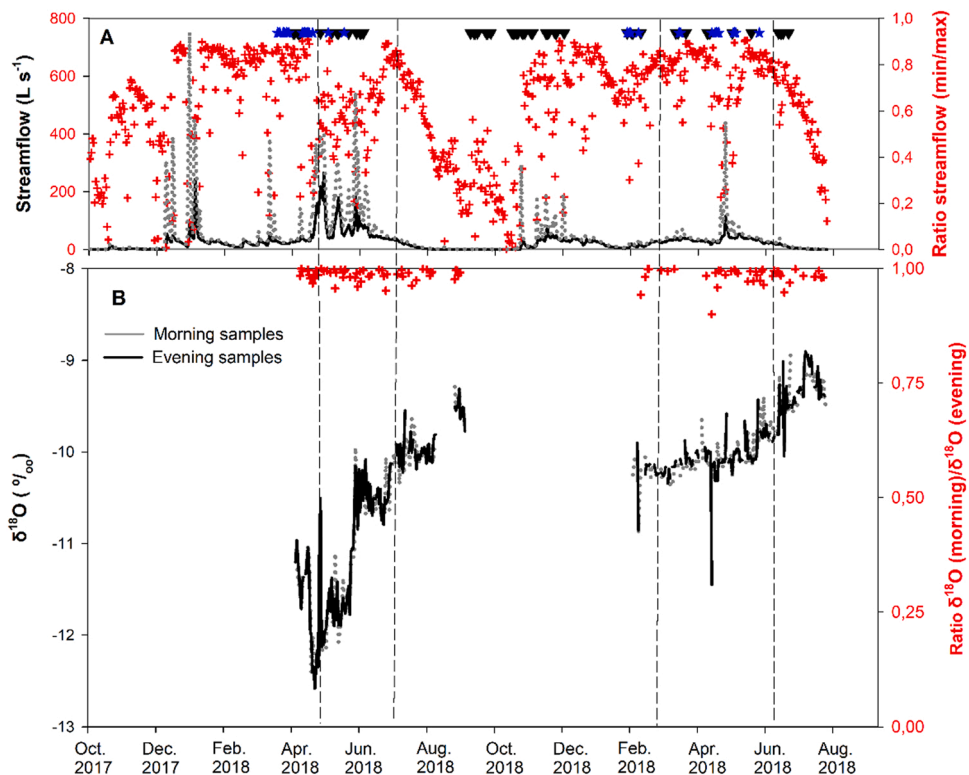 A
Streamflow (L s⁻¹)
800
600
400
200
0
1,0
0,8
0,6
0,4
0,2
0,0
Ratio streamflow (min/max)
B
Morning samples
Evening samples
δ¹⁸O (°/ₒₒ)
-8
-9
-10
-11
-12
-13
1,00
0,75
0,50
0,25
0,00
Ratio δ¹⁸O (morning)/δ¹⁸O (evening)
Oct. Dec. Feb. Apr. Jun. Aug. Oct. Dec. Feb. Apr. Jun. Aug.
2017 2017 2018 2018 2018 2018 2018 2018 2018 2018 2018 2018